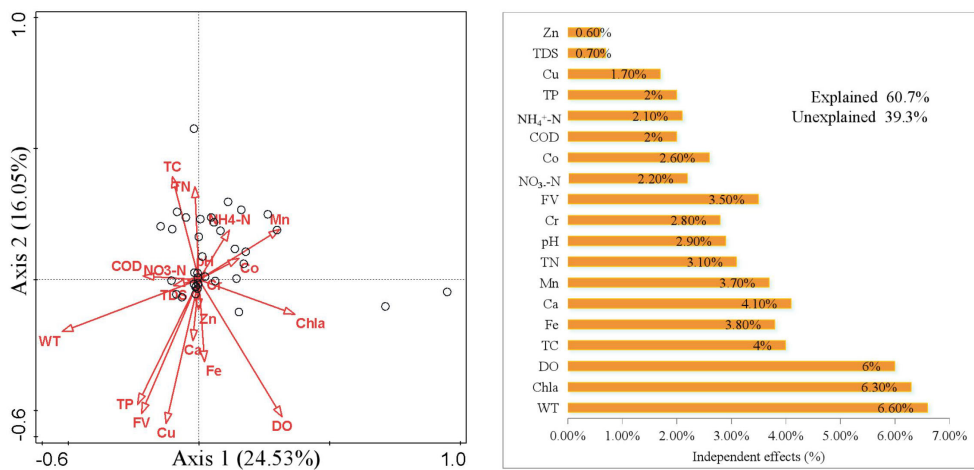 1.0
Axis 2 (16.05%)
-0.6
TC
TN
NH4-N
Mn
pH
Co
COD
NO3-N
Cr
TDS
Zn
Chla
WT
Ca
Fe
TP
FV
Cu
DO
-0.6
Axis 1 (24.53%)
1.0
Zn 0.60%
TDS 0.70%
Cu 1.70%
TP 2%
NH₄⁺-N 2.10%
COD 2%
Co 2.60%
NO₃.-N 2.20%
FV 3.50%
Cr 2.80%
pH 2.90%
TN 3.10%
Mn 3.70%
Ca 4.10%
Fe 3.80%
TC 4%
DO 6%
Chla 6.30%
WT 6.60%
Explained 60.7%
Unexplained 39.3%
0.00% 1.00% 2.00% 3.00% 4.00% 5.00% 6.00% 7.00%
Independent effects (%)